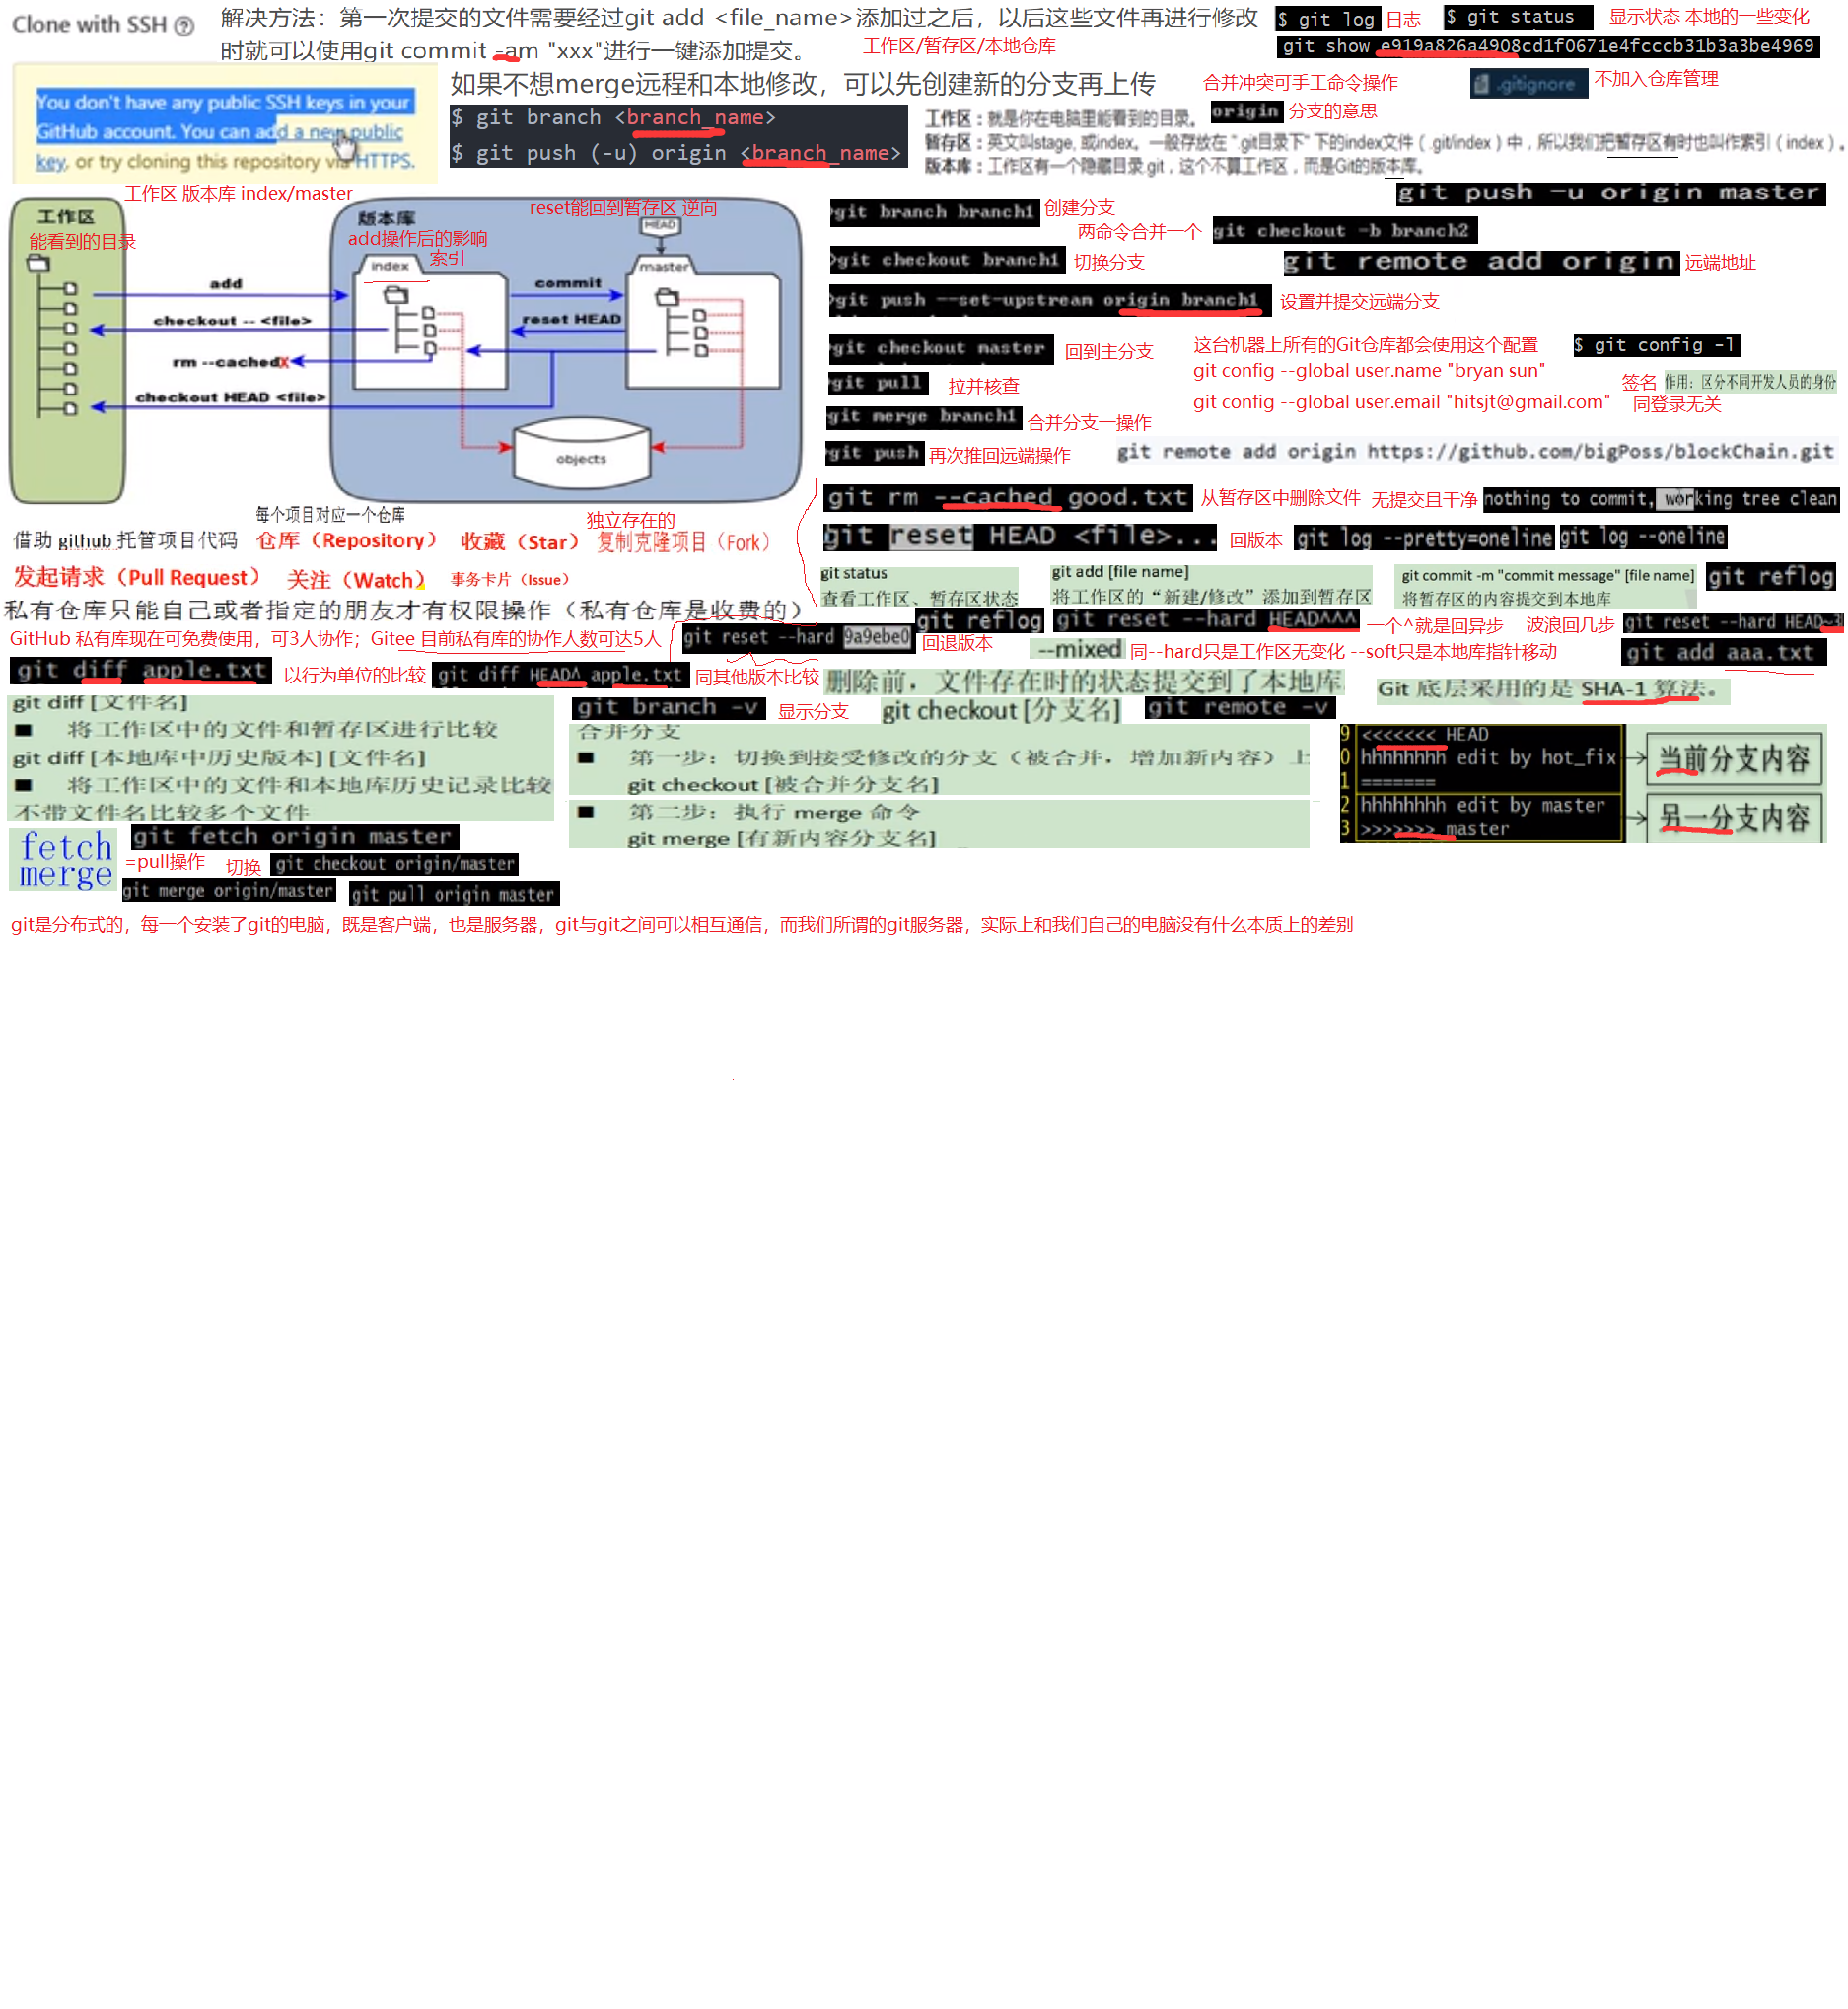 Clone with SSH ?
解决方法：第一次提交的文件需要经过git add <file_name>添加过之后，以后这些文件再进行修改
时就可以使用git commit -am "xxx"进行一键添加提交。
工作区/暂存区/本地仓库
$ git log 日志
$ git status 显示状态 本地的一些变化
git show e919a826a4908cd1f0671e4fcccb31b3a3be4969
You don't have any public SSH keys in your
GitHub account. You can add a new public
key, or try cloning this repository via HTTPS.
如果不想merge远程和本地修改，可以先创建新的分支再上传
$ git branch <branch_name>
$ git push (-u) origin <branch_name>
合并冲突可手工命令操作
.gitignore 不加入仓库管理
origin 分支的意思
工作区：就是你在电脑里能看到的目录。
暂存区：英文叫stage, 或index。一般存放在 ".git目录下" 下的index文件（.git/index）中，所以我们把暂存区有时也叫作索引（index）。
版本库：工作区有一个隐藏目录.git，这个不算工作区，而是Git的版本库。
工作区 版本库 index/master
git push -u origin master
工作区
能看到的目录
版本库
reset能回到暂存区 逆向
HEAD
add操作后的影响
索引
index
master
add
commit
checkout -- <file>
reset HEAD
rm --cached X
checkout HEAD <file>
objects
git branch branch1 创建分支
两命令合并一个 git checkout -b branch2
git checkout branch1 切换分支
git remote add origin 远端地址
git push --set-upstream origin branch1 设置并提交远端分支
git checkout master 回到主分支
这台机器上所有的Git仓库都会使用这个配置
$ git config -l
git pull 拉并核查
git config --global user.name "bryan sun"
签名 作用：区分不同开发人员的身份
git config --global user.email "hitsjt@gmail.com" 同登录无关
git merge branch1 合并分支一操作
git push 再次推回远端操作
git remote add origin https://github.com/bigPoss/blockChain.git
git rm --cached good.txt 从暂存区中删除文件
无提交且干净 nothing to commit, working tree clean
每个项目对应一个仓库
独立存在的
借助 github 托管项目代码 仓库（Repository） 收藏（Star） 复制克隆项目（Fork）
git reset HEAD <file>... 回版本
git log --pretty=oneline git log --oneline
发起请求（Pull Request） 关注（Watch） 事务卡片（Issue）
git status
查看工作区、暂存区状态
git add [file name]
将工作区的“新建/修改”添加到暂存区
git commit -m "commit message" [file name]
将暂存区的内容提交到本地库
git reflog
私有仓库只能自己或者指定的朋友才有权限操作（私有仓库是收费的）
GitHub 私有库现在可免费使用，可3人协作；Gitee 目前私有库的协作人数可达5人
git reset --hard 9a9ebe0 回退版本
git reflog
git reset --hard HEAD^^^ 一个^就是回异步 波浪回几步 git reset --hard HEAD~3
--mixed 同--hard只是工作区无变化 --soft只是本地库指针移动
git add aaa.txt
git diff apple.txt 以行为单位的比较
git diff HEAD^ apple.txt 同其他版本比较
删除前，文件存在时的状态提交到了本地库
Git 底层采用的是 SHA-1 算法。
git diff [文件名]
■ 将工作区中的文件和暂存区进行比较
git diff [本地库中历史版本] [文件名]
■ 将工作区中的文件和本地库历史记录比较
不带文件名比较多个文件
git branch -v 显示分支
git checkout [分支名]
git remote -v
合并分支
■ 第一步：切换到接受修改的分支（被合并，增加新内容）上
git checkout [被合并分支名]
■ 第二步：执行 merge 命令
git merge [有新内容分支名]
9 <<<<<<< HEAD
0 hhhhhhhh edit by hot_fix
1 =======
2 hhhhhhhh edit by master
3 >>>>>>> master
当前分支内容
另一分支内容
fetch
merge
git fetch origin master
=pull操作 切换 git checkout origin/master
git merge origin/master git pull origin master
git是分布式的，每一个安装了git的电脑，既是客户端，也是服务器，git与git之间可以相互通信，而我们所谓的git服务器，实际上和我们自己的电脑没有什么本质上的差别